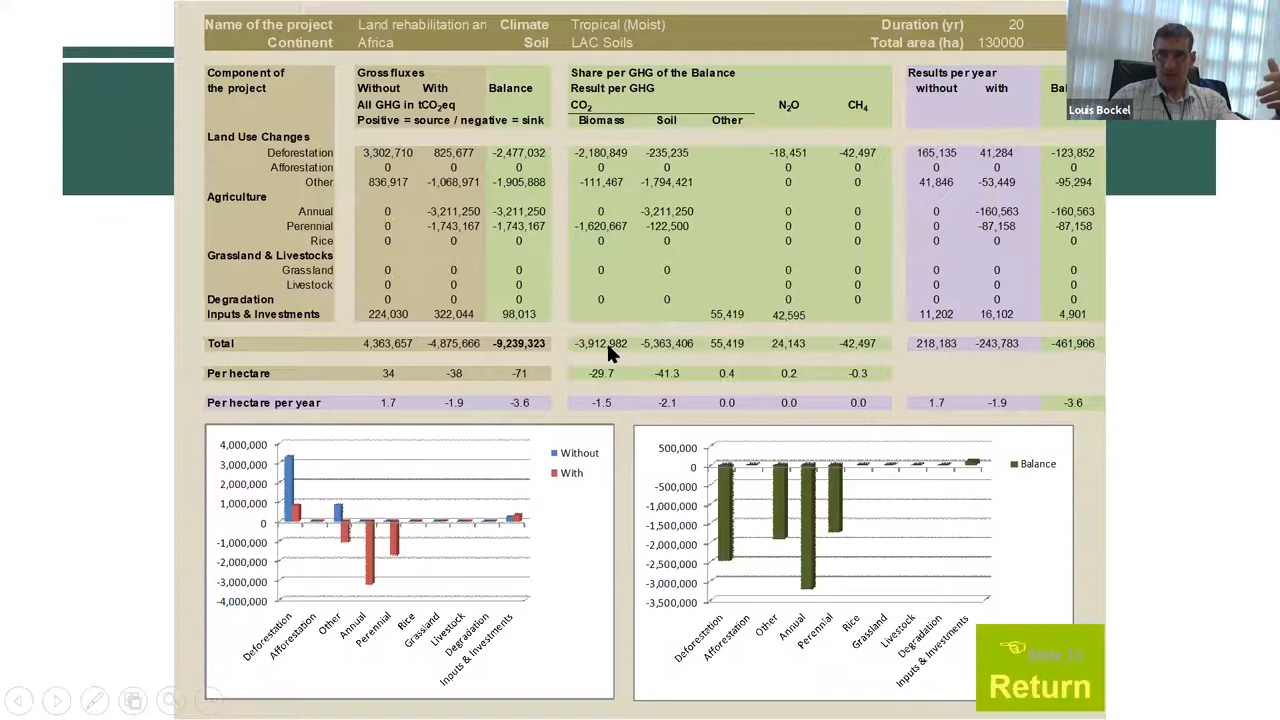 Name of the project Land rehabilitation an Climate Tropical (Moist) Duration (yr) 20
Continent Africa Soil LAC Soils Total area (ha) 130000
Louis Bockel
Component of the project Gross fluxes Share per GHG of the Balance Results per year
Without With Balance Result per GHG without with Bal
All GHG in tCO2eq CO2 N2O CH4
Positive = source / negative = sink Biomass Soil Other
Land Use Changes
Deforestation 3,302,710 825,677 -2,477,032 -2,180,849 -235,235 -18,451 -42,497 165,135 41,284 -123,852
Afforestation 0 0 0 0 0 0 0 0 0 0
Other 836,917 -1,068,971 -1,905,888 -111,467 -1,794,421 0 0 41,846 -53,449 -95,294
Agriculture
Annual 0 -3,211,250 -3,211,250 0 -3,211,250 0 0 0 -160,563 -160,563
Perennial 0 -1,743,167 -1,743,167 -1,620,667 -122,500 0 0 0 -87,158 -87,158
Rice 0 0 0 0 0 0 0 0 0 0
Grassland & Livestocks
Grassland 0 0 0 0 0 0 0 0 0 0
Livestock 0 0 0 0 0 0 0 0
Degradation 0 0 0 0 0 0 0 0 0 0
Inputs & Investments 224,030 322,044 98,013 55,419 42,595 11,202 16,102 4,901
Total 4,363,657 -4,875,666 -9,239,323 -3,912,982 -5,363,406 55,419 24,143 -42,497 218,183 -243,783 -461,966
Per hectare 34 -38 -71 -29.7 -41.3 0.4 0.2 -0.3
Per hectare per year 1.7 -1.9 -3.6 -1.5 -2.1 0.0 0.0 0.0 1.7 -1.9 -3.6
4,000,000
3,000,000
2,000,000
1,000,000
0
-1,000,000
-2,000,000
-3,000,000
-4,000,000
Without
With
Deforestation Afforestation Other Annual Perennial Rice Grassland Livestock Degradation Inputs & Investments
500,000
0
-500,000
-1,000,000
-1,500,000
-2,000,000
-2,500,000
-3,000,000
-3,500,000
Balance
Deforestation Afforestation Other Annual Perennial Rice Grassland Livestock Degradation Inputs & Investments
Slide 15
Return